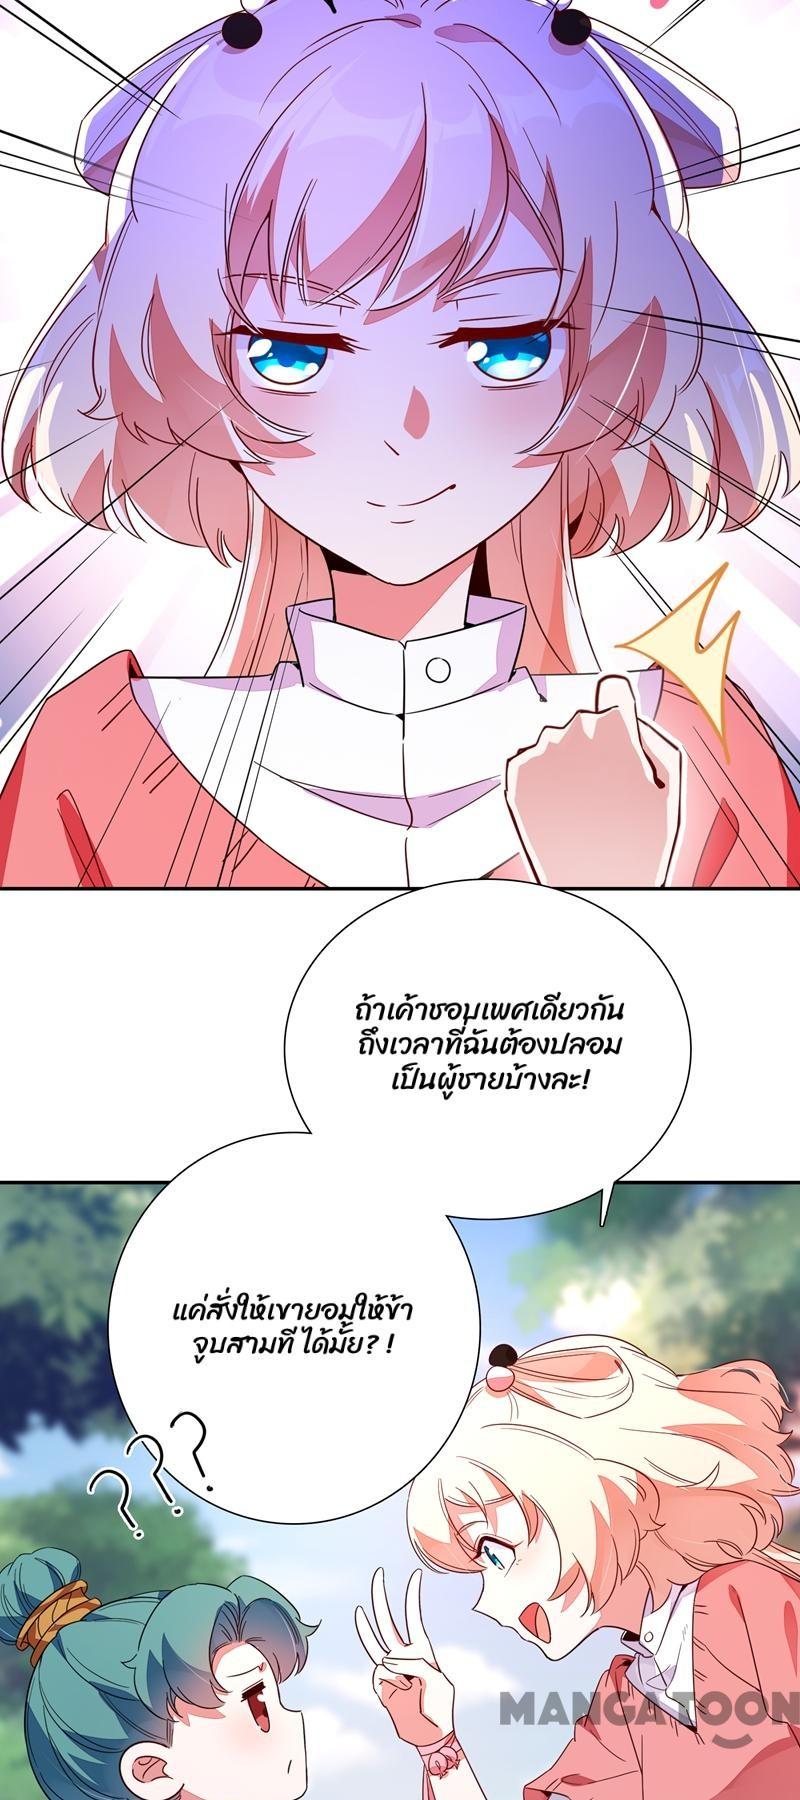 ถ้าเค้าชอบเพศเดียวกัน
ถึงเวลาที่ฉันต้องปลอม
เป็นผู้ชายบ้างละ!
แค่สั่งให้เขายอมให้ข้า
จูบสามที ได้มั้ย?!
???
MANGATOON